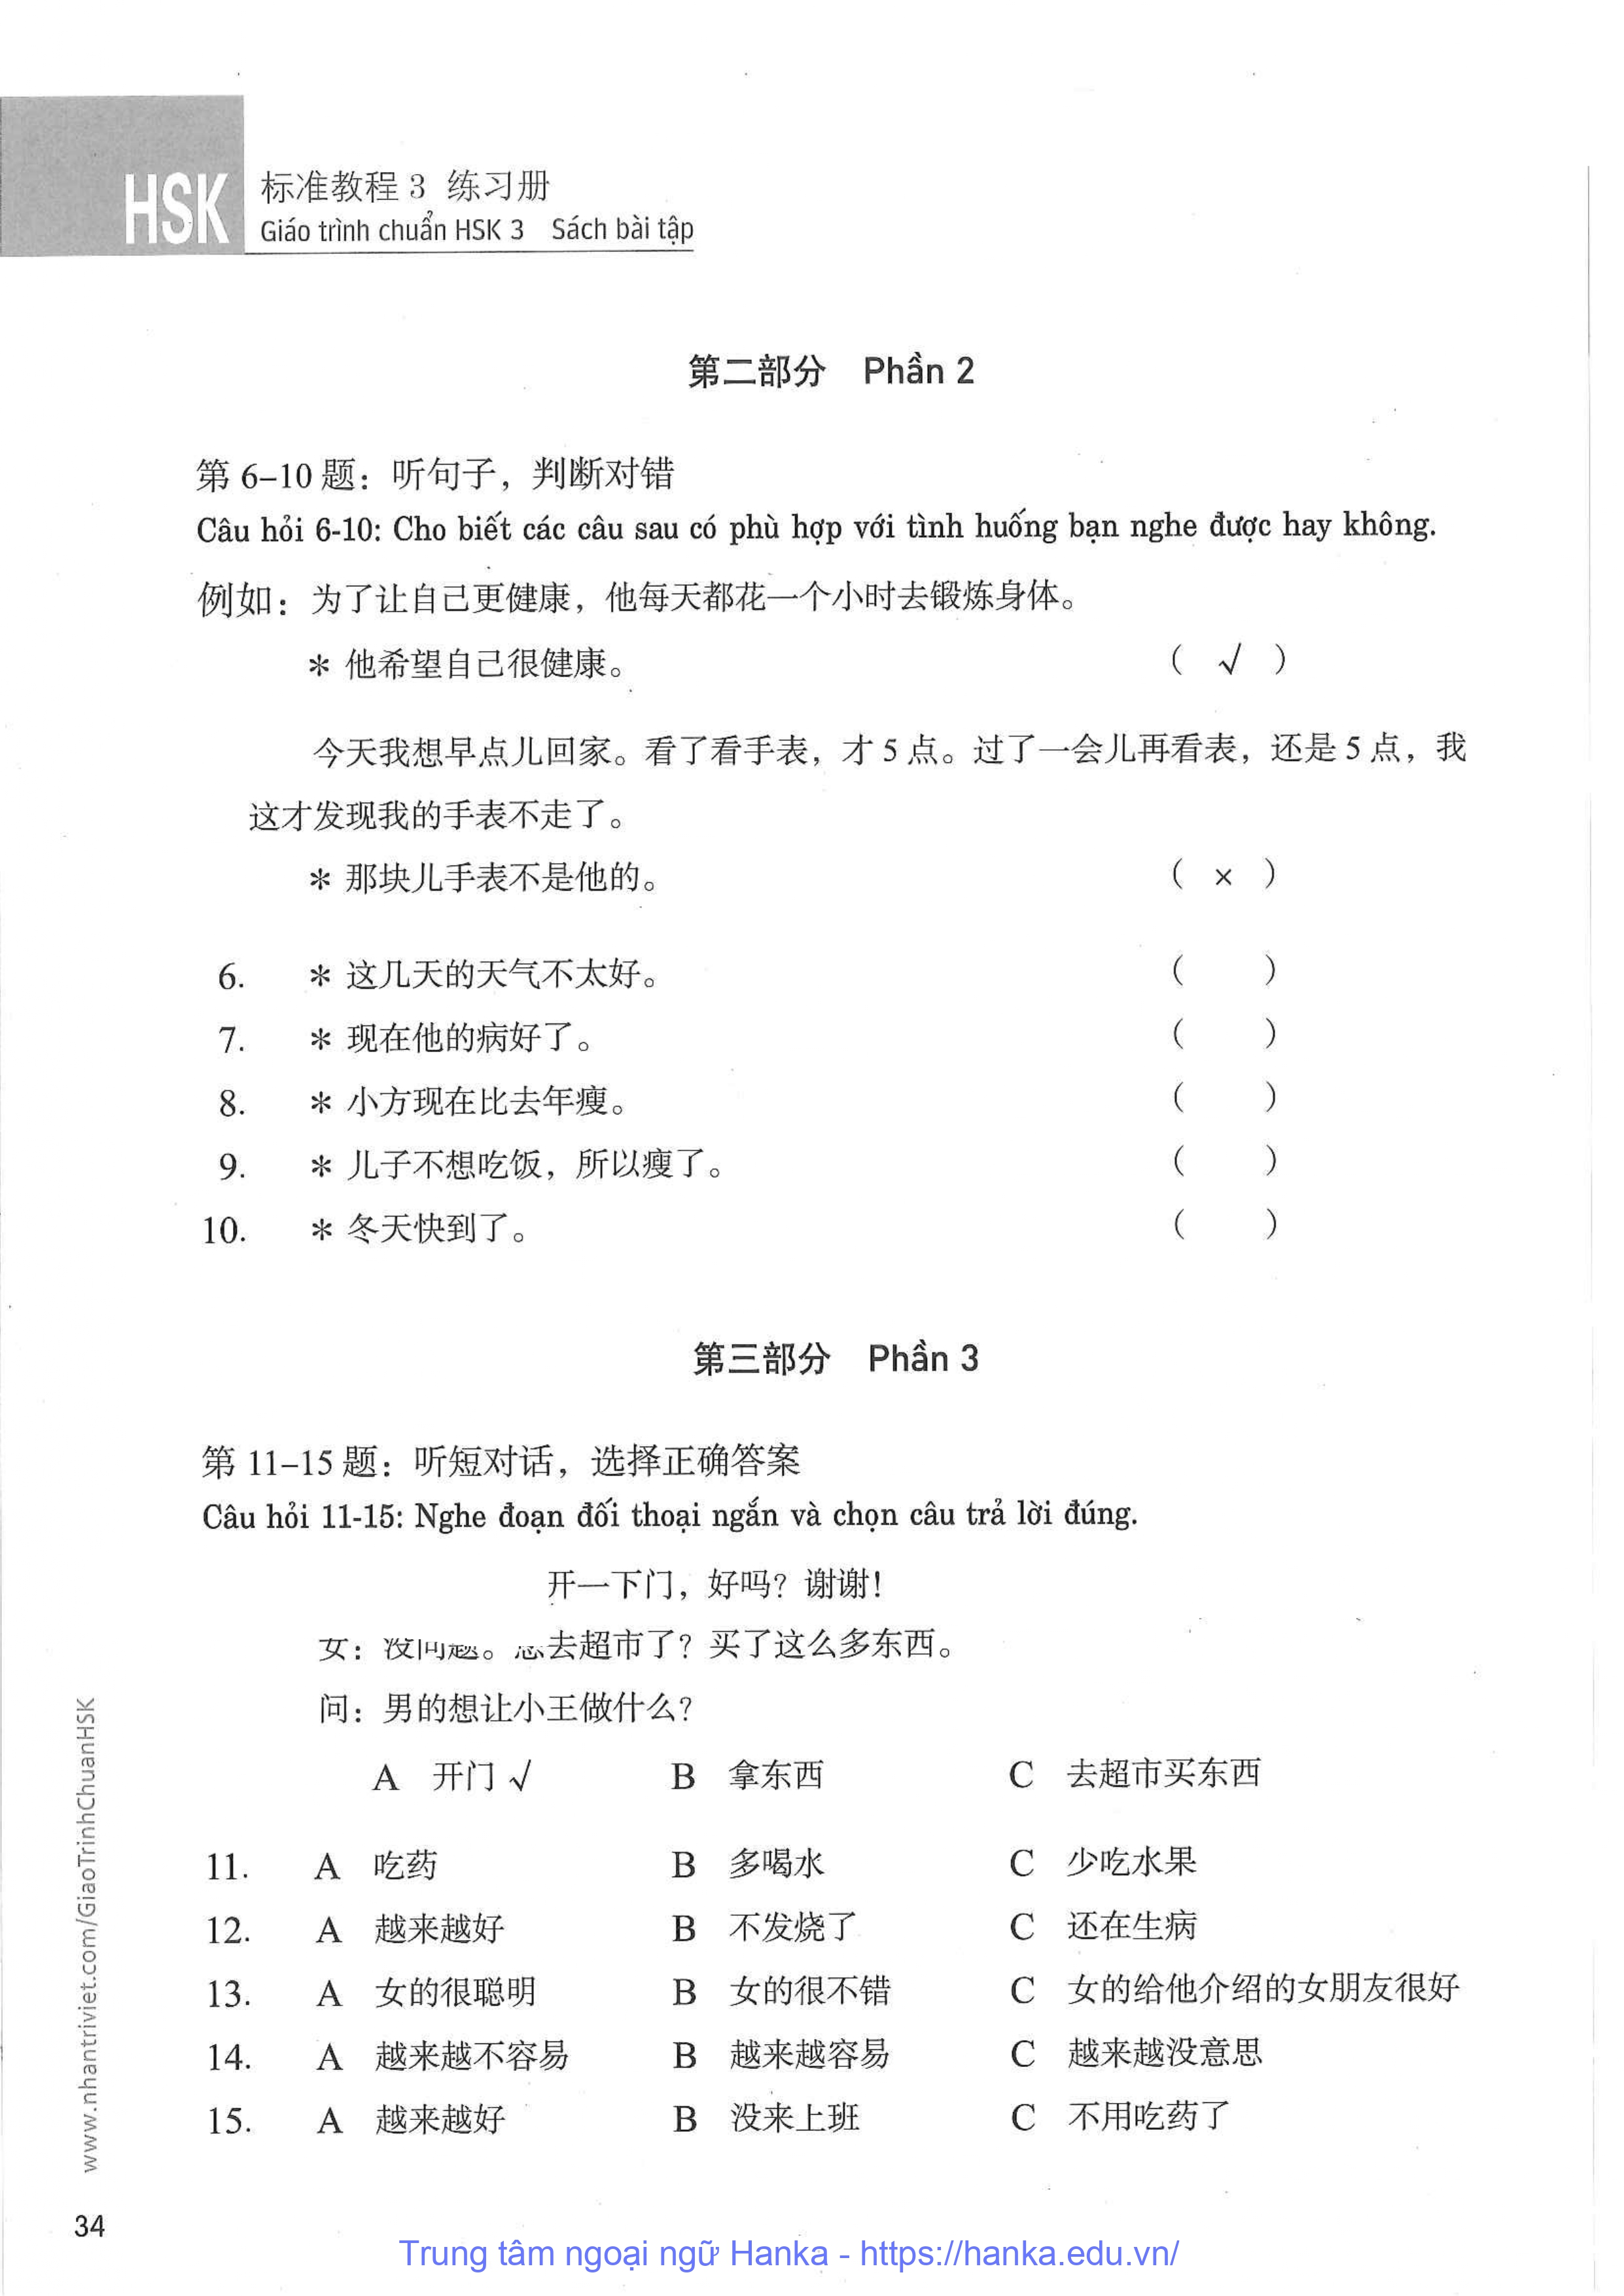 HSK
标准教程 3 练习册
Giáo trình chuẩn HSK 3 Sách bài tập
第二部分 Phần 2
第 6–10 题：听句子，判断对错
Câu hỏi 6-10: Cho biết các câu sau có phù hợp với tình huống bạn nghe được hay không.
例如：为了让自己更健康，他每天都花一个小时去锻炼身体。
＊ 他希望自己很健康。 （ √ ）
今天我想早点儿回家。看了看手表，才 5 点。过了一会儿再看表，还是 5 点，我
这才发现我的手表不走了。
＊ 那块儿手表不是他的。 （ × ）
6. ＊ 这几天的天气不太好。 （ ）
7. ＊ 现在他的病好了。 （ ）
8. ＊ 小方现在比去年瘦。 （ ）
9. ＊ 儿子不想吃饭，所以瘦了。 （ ）
10. ＊ 冬天快到了。 （ ）
第三部分 Phần 3
第 11–15 题：听短对话，选择正确答案
Câu hỏi 11-15: Nghe đoạn đối thoại ngắn và chọn câu trả lời đúng.
开一下门，好吗？谢谢！
女：没问题。您去超市了？买了这么多东西。
问：男的想让小王做什么？
A 开门 √ B 拿东西 C 去超市买东西
11. A 吃药 B 多喝水 C 少吃水果
12. A 越来越好 B 不发烧了 C 还在生病
13. A 女的很聪明 B 女的很不错 C 女的给他介绍的女朋友很好
14. A 越来越不容易 B 越来越容易 C 越来越没意思
15. A 越来越好 B 没来上班 C 不用吃药了
www.nhantriviet.com/GiaoTrinhChuanHSK
34
Trung tâm ngoại ngữ Hanka - https://hanka.edu.vn/